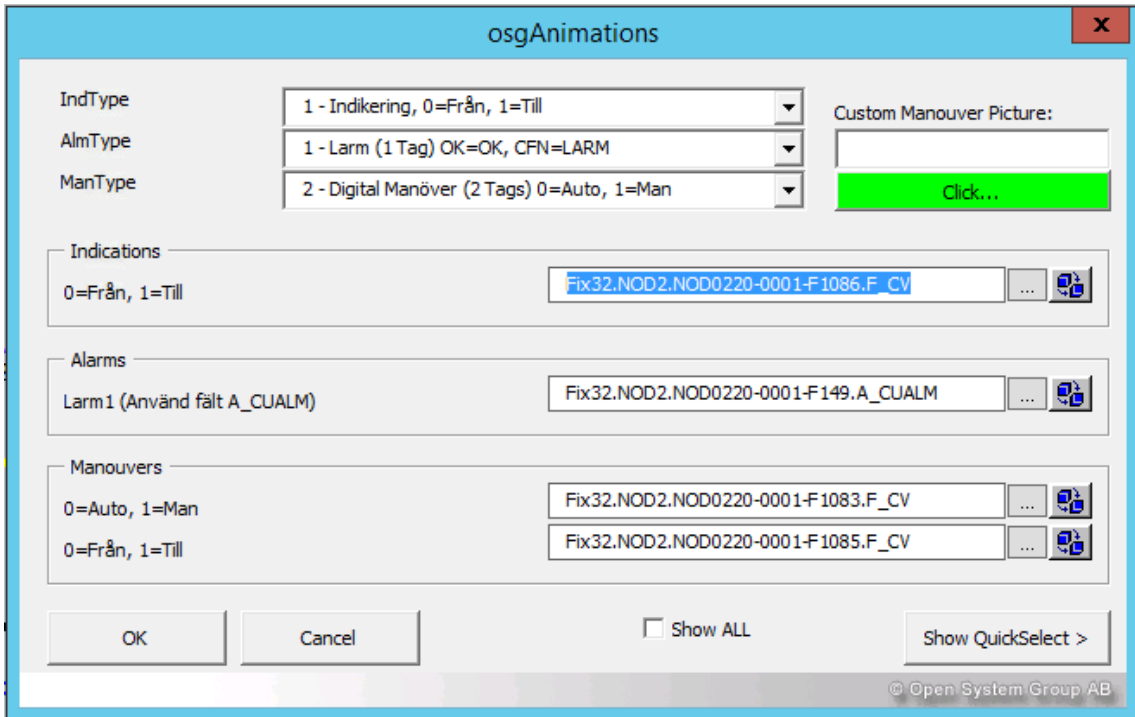 osgAnimations
x
IndType
1 - Indikering, 0=Från, 1=Till
AlmType
1 - Larm (1 Tag) OK=OK, CFN=LARM
ManType
2 - Digital Manöver (2 Tags) 0=Auto, 1=Man
Custom Manouver Picture:
Click...
Indications
0=Från, 1=Till
Fix32.NOD2.NOD0220-0001-F1086.F_CV
...
Alarms
Larm1 (Använd fält A_CUALM)
Fix32.NOD2.NOD0220-0001-F149.A_CUALM
...
Manouvers
0=Auto, 1=Man
Fix32.NOD2.NOD0220-0001-F1083.F_CV
...
0=Från, 1=Till
Fix32.NOD2.NOD0220-0001-F1085.F_CV
...
OK
Cancel
Show ALL
Show QuickSelect >
© Open System Group AB